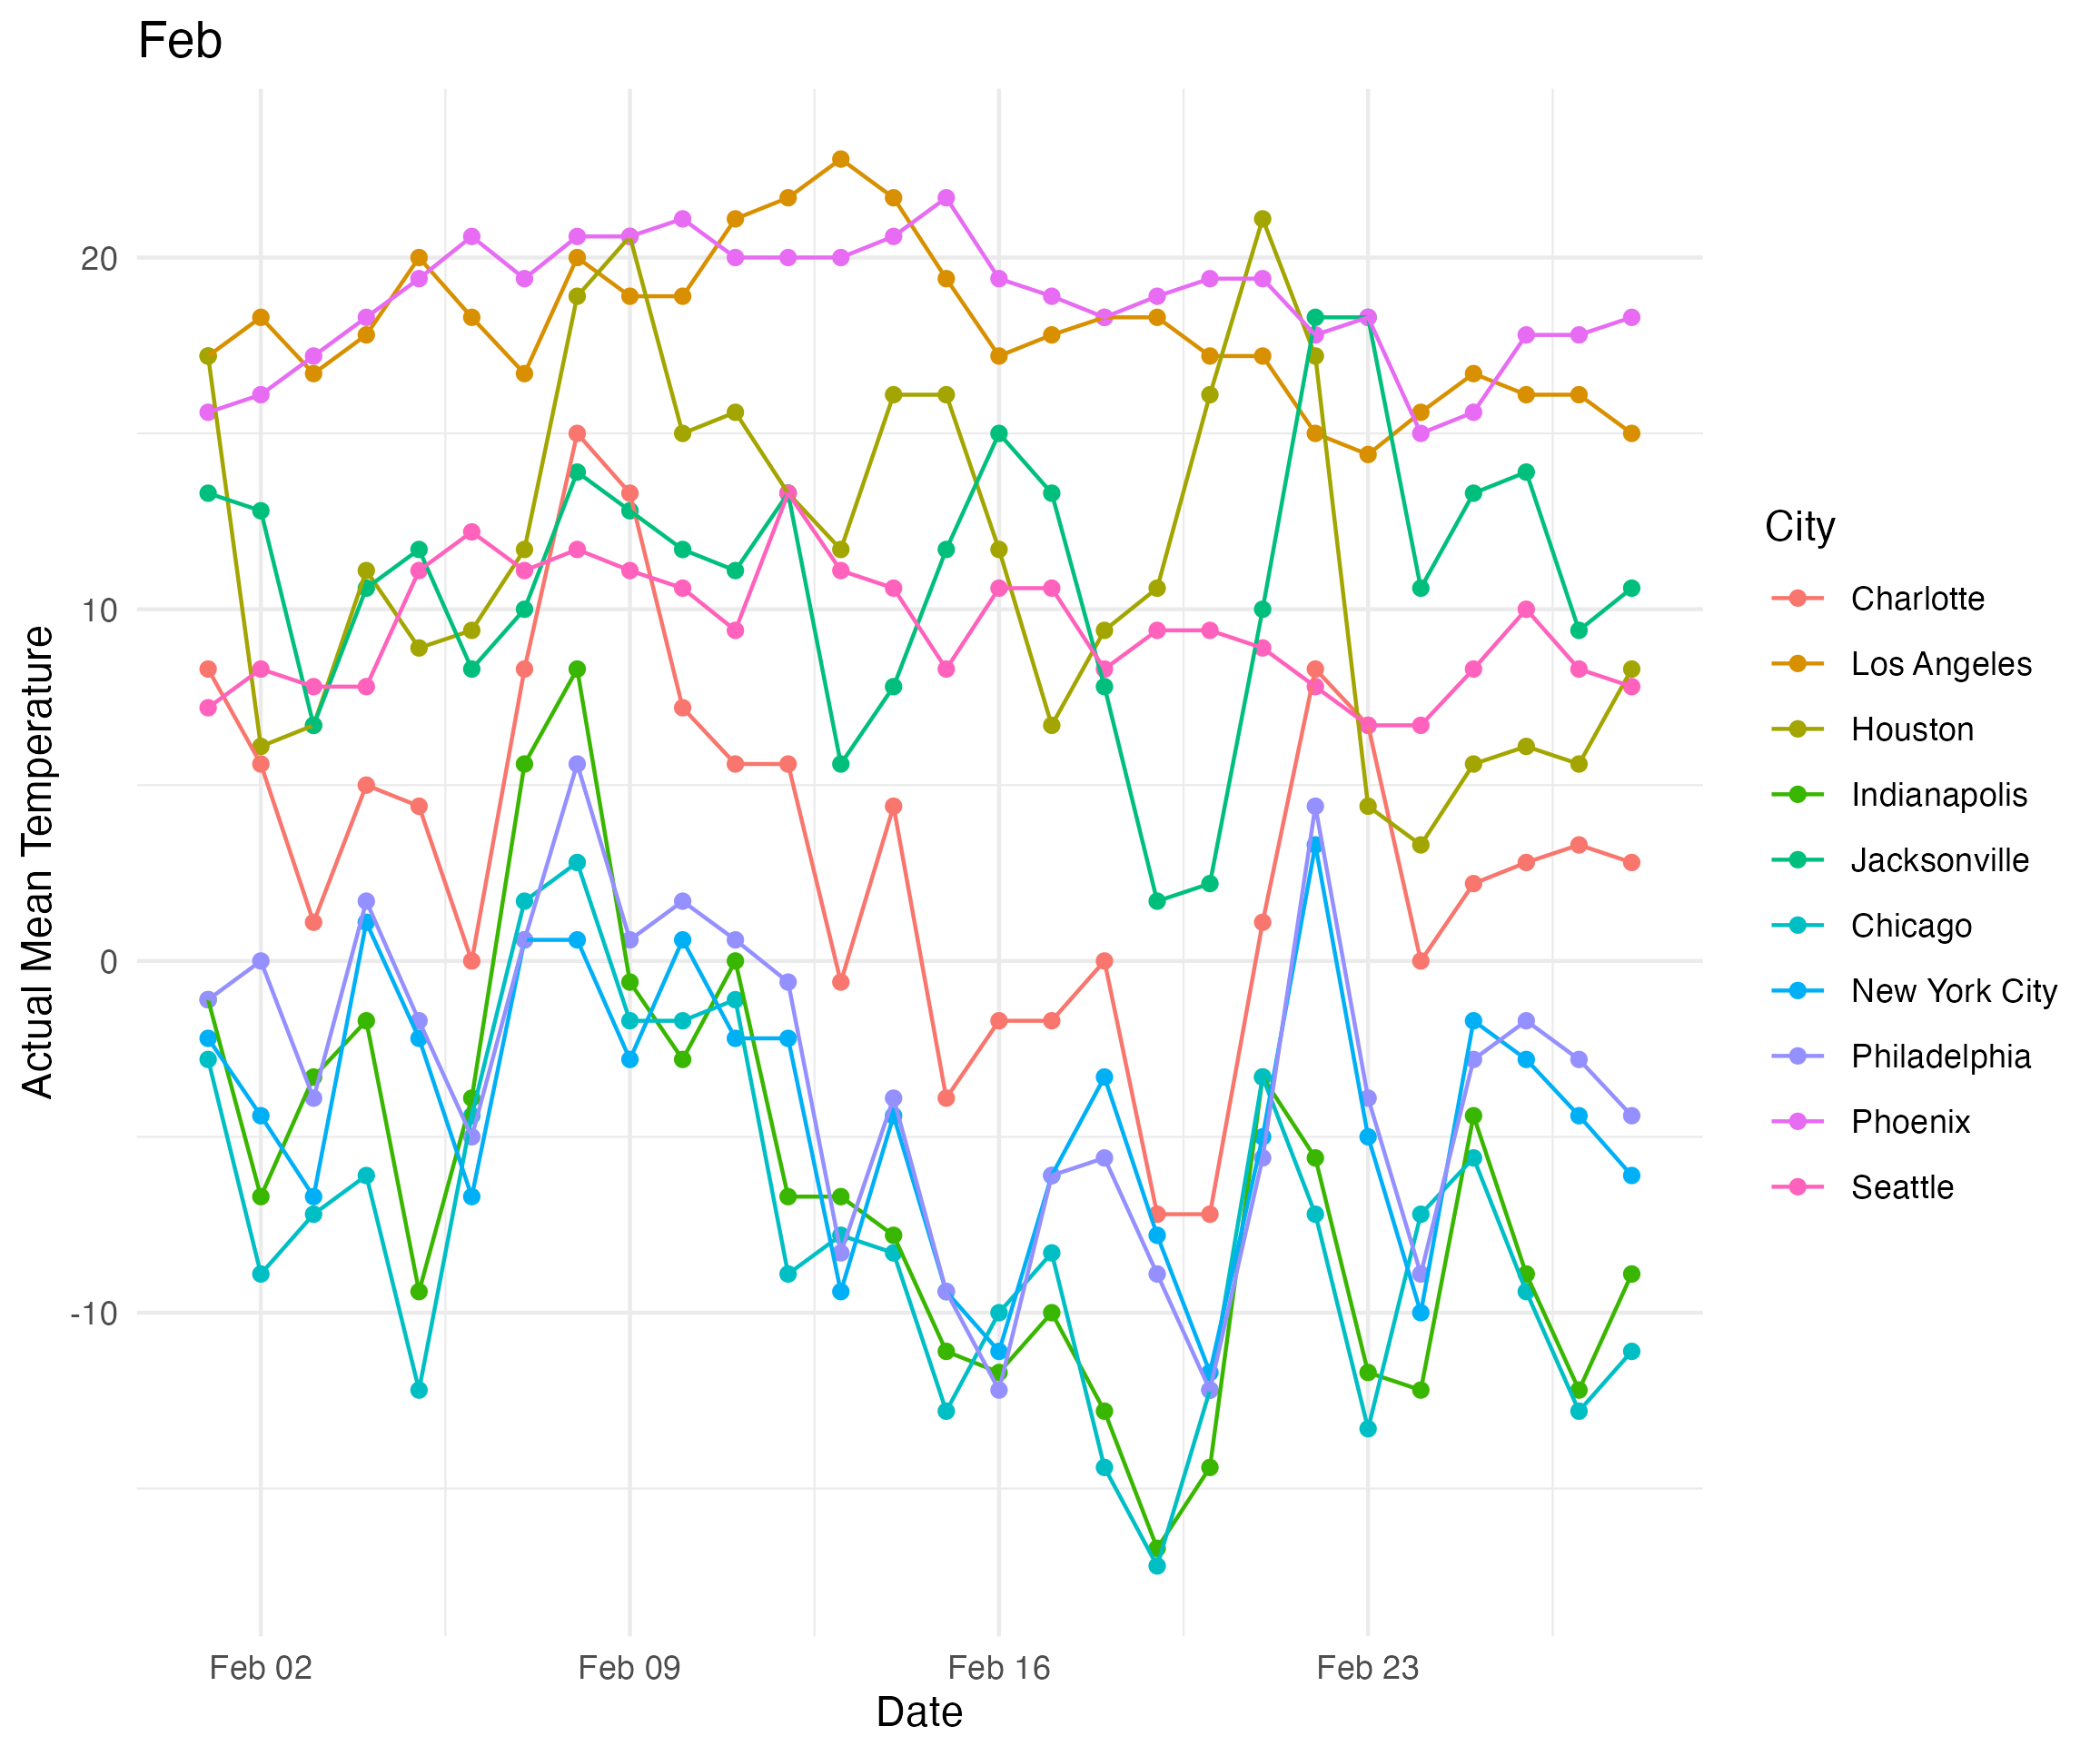 Feb
Actual Mean Temperature
20
10
0
-10
Feb 02
Feb 09
Feb 16
Feb 23
Date
City
Charlotte
Los Angeles
Houston
Indianapolis
Jacksonville
Chicago
New York City
Philadelphia
Phoenix
Seattle